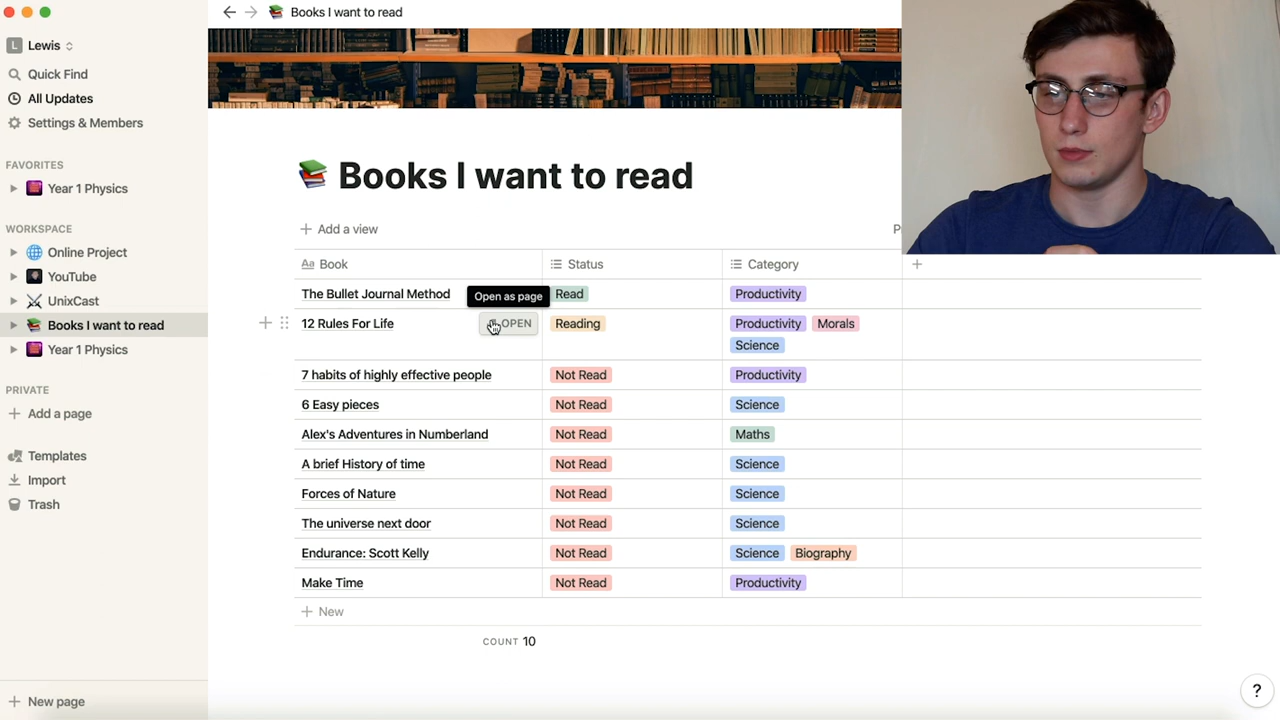 Books I want to read
L Lewis
Quick Find
All Updates
Settings & Members
FAVORITES
Year 1 Physics
WORKSPACE
Online Project
YouTube
UnixCast
Books I want to read
Year 1 Physics
PRIVATE
+ Add a page
Templates
Import
Trash
+ New page
Books I want to read
+ Add a view
Aa Book Status Category +
The Bullet Journal Method Read Productivity
Open as page
12 Rules For Life OPEN Reading Productivity Morals
Science
7 habits of highly effective people Not Read Productivity
6 Easy pieces Not Read Science
Alex's Adventures in Numberland Not Read Maths
A brief History of time Not Read Science
Forces of Nature Not Read Science
The universe next door Not Read Science
Endurance: Scott Kelly Not Read Science Biography
Make Time Not Read Productivity
+ New
COUNT 10
?